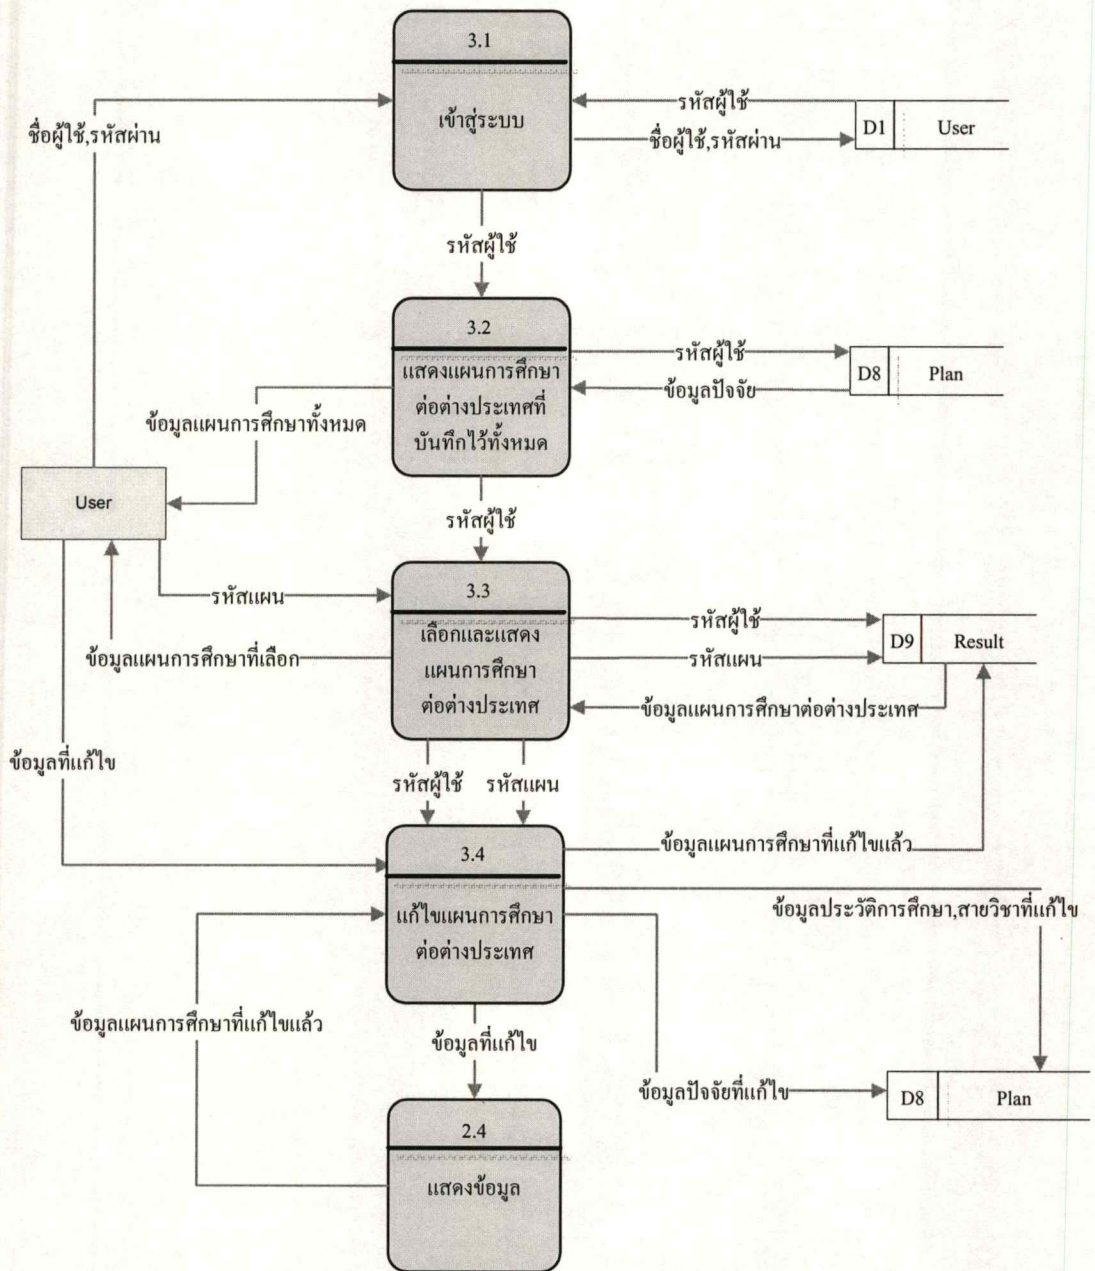 3.1
เข้าสู่ระบบ
ชื่อผู้ใช้,รหัสผ่าน
รหัสผู้ใช้
ชื่อผู้ใช้,รหัสผ่าน
D1 User
รหัสผู้ใช้
3.2
แสดงแผนการศึกษา
ต่อต่างประเทศที่
บันทึกไว้ทั้งหมด
รหัสผู้ใช้
ข้อมูลปัจจัย
D8 Plan
ข้อมูลแผนการศึกษาทั้งหมด
User
รหัสผู้ใช้
3.3
เลือกและแสดง
แผนการศึกษา
ต่อต่างประเทศ
รหัสแผน
ข้อมูลแผนการศึกษาที่เลือก
รหัสผู้ใช้
รหัสแผน
D9 Result
ข้อมูลแผนการศึกษาต่อต่างประเทศ
ข้อมูลที่แก้ไข
รหัสผู้ใช้ รหัสแผน
3.4
แก้ไขแผนการศึกษา
ต่อต่างประเทศ
ข้อมูลแผนการศึกษาที่แก้ไขแล้ว
ข้อมูลประวัติการศึกษา,สายวิชาที่แก้ไข
ข้อมูลแผนการศึกษาที่แก้ไขแล้ว
ข้อมูลที่แก้ไข
ข้อมูลปัจจัยที่แก้ไข
D8 Plan
2.4
แสดงข้อมูล